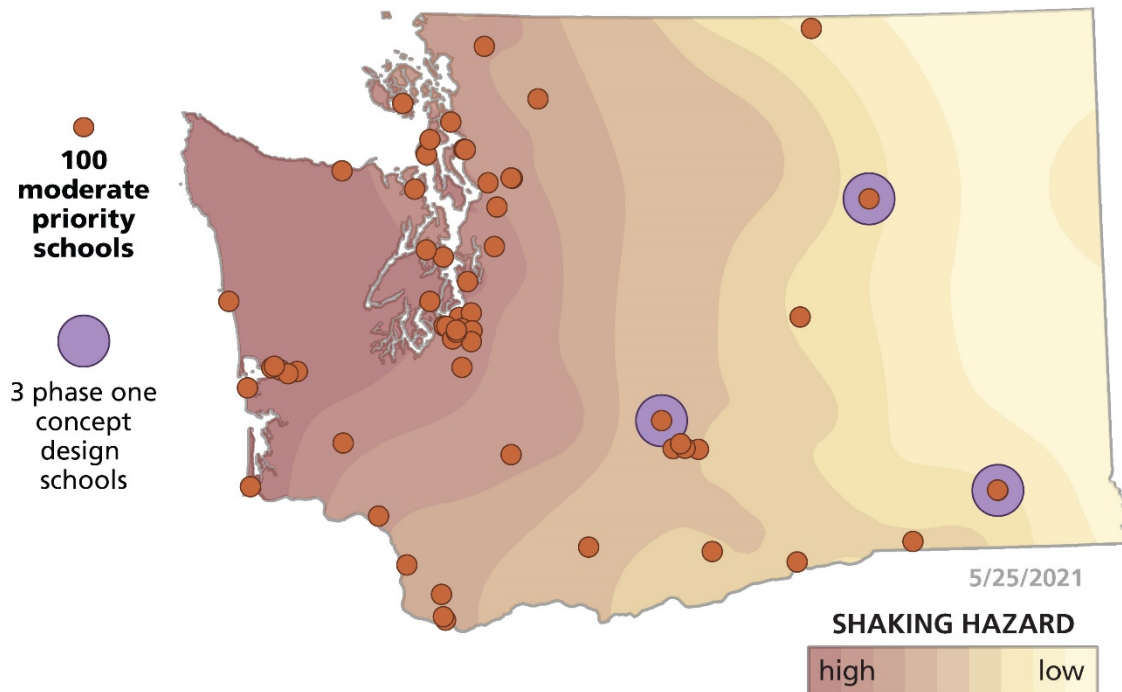 100
moderate
priority
schools
3 phase one
concept
design
schools
5/25/2021
SHAKING HAZARD
high low